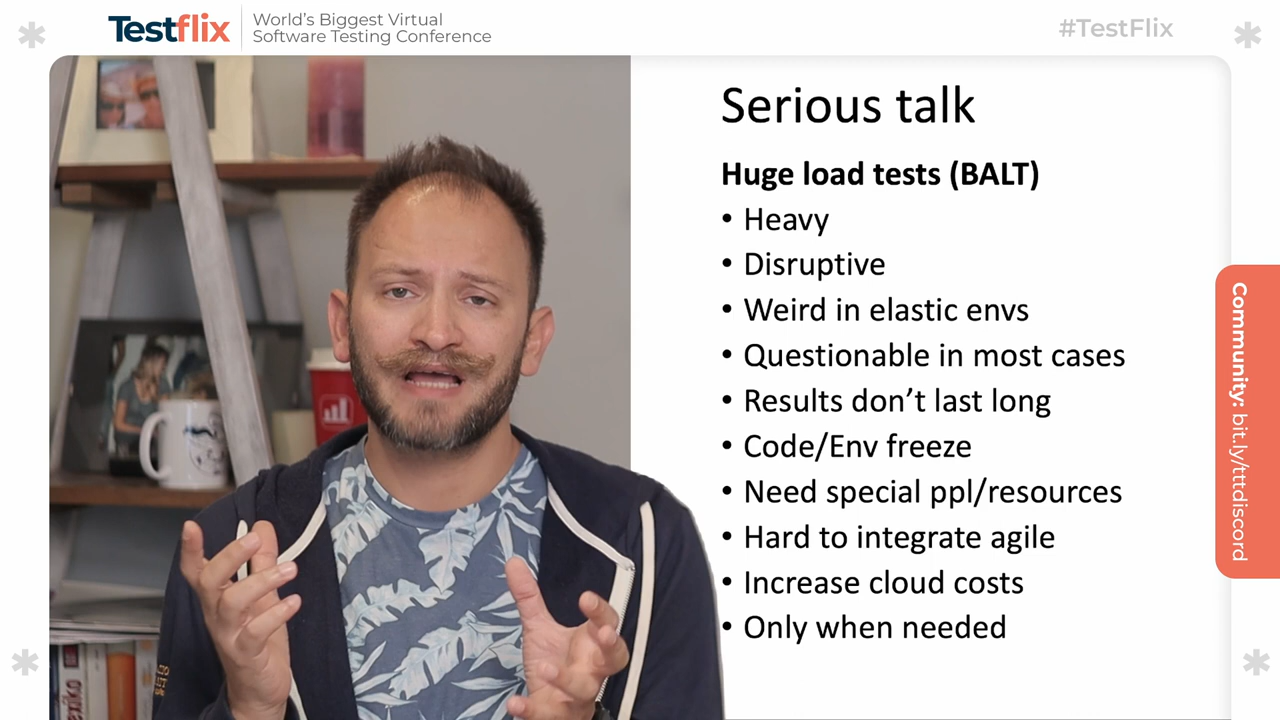 Testflix
World's Biggest Virtual
Software Testing Conference
#TestFlix
Serious talk
Huge load tests (BALT)
• Heavy
• Disruptive
• Weird in elastic envs
• Questionable in most cases
• Results don't last long
• Code/Env freeze
• Need special ppl/resources
• Hard to integrate agile
• Increase cloud costs
• Only when needed
Community: bit.ly/tttdiscord